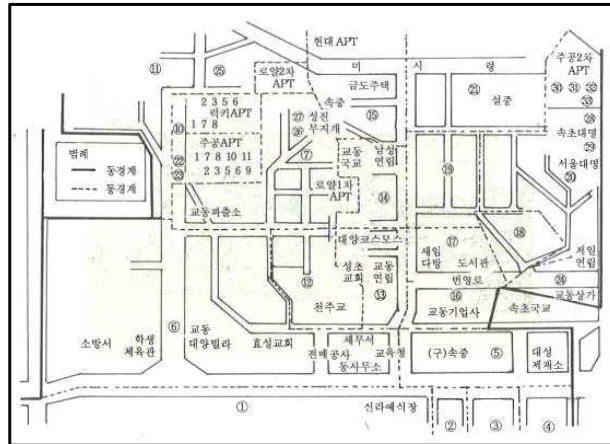 현대 APT
미 시 령
주공2차
APT
⑪ ㉕
로얄2차
APT
금도주택
㉑
설중
㉚ ㉛ ㉜
㉝
2 3 5 6
럭키APT
1 7 8
⑩
㉗ 성진
㉖ 무지개
속중
⑮
㉘
속초대명
㉙
주공APT
1 7 8 10 11
2 3 5 6 9
㉒
㉓
⑦
교동
국교
남성
연립
⑲
서울대명
⑳
범례
동경계
통경계
로얄1차
APT
⑭
교동파출소
⑱
대양코스모스
새임
다방
⑰
도서관
제일
연립
성초
교회
교동
연립
번영로
㉔
⑫
천주교
⑬
⑯
교동기업사
교동상가
속초국교
⑥
소방서
학생
체육관
교동
대양빌라
효성교회
세무서
전매공사
동사무소
교육청
(구)속중
⑤
대성
제재소
①
신라예식장
②
③
④